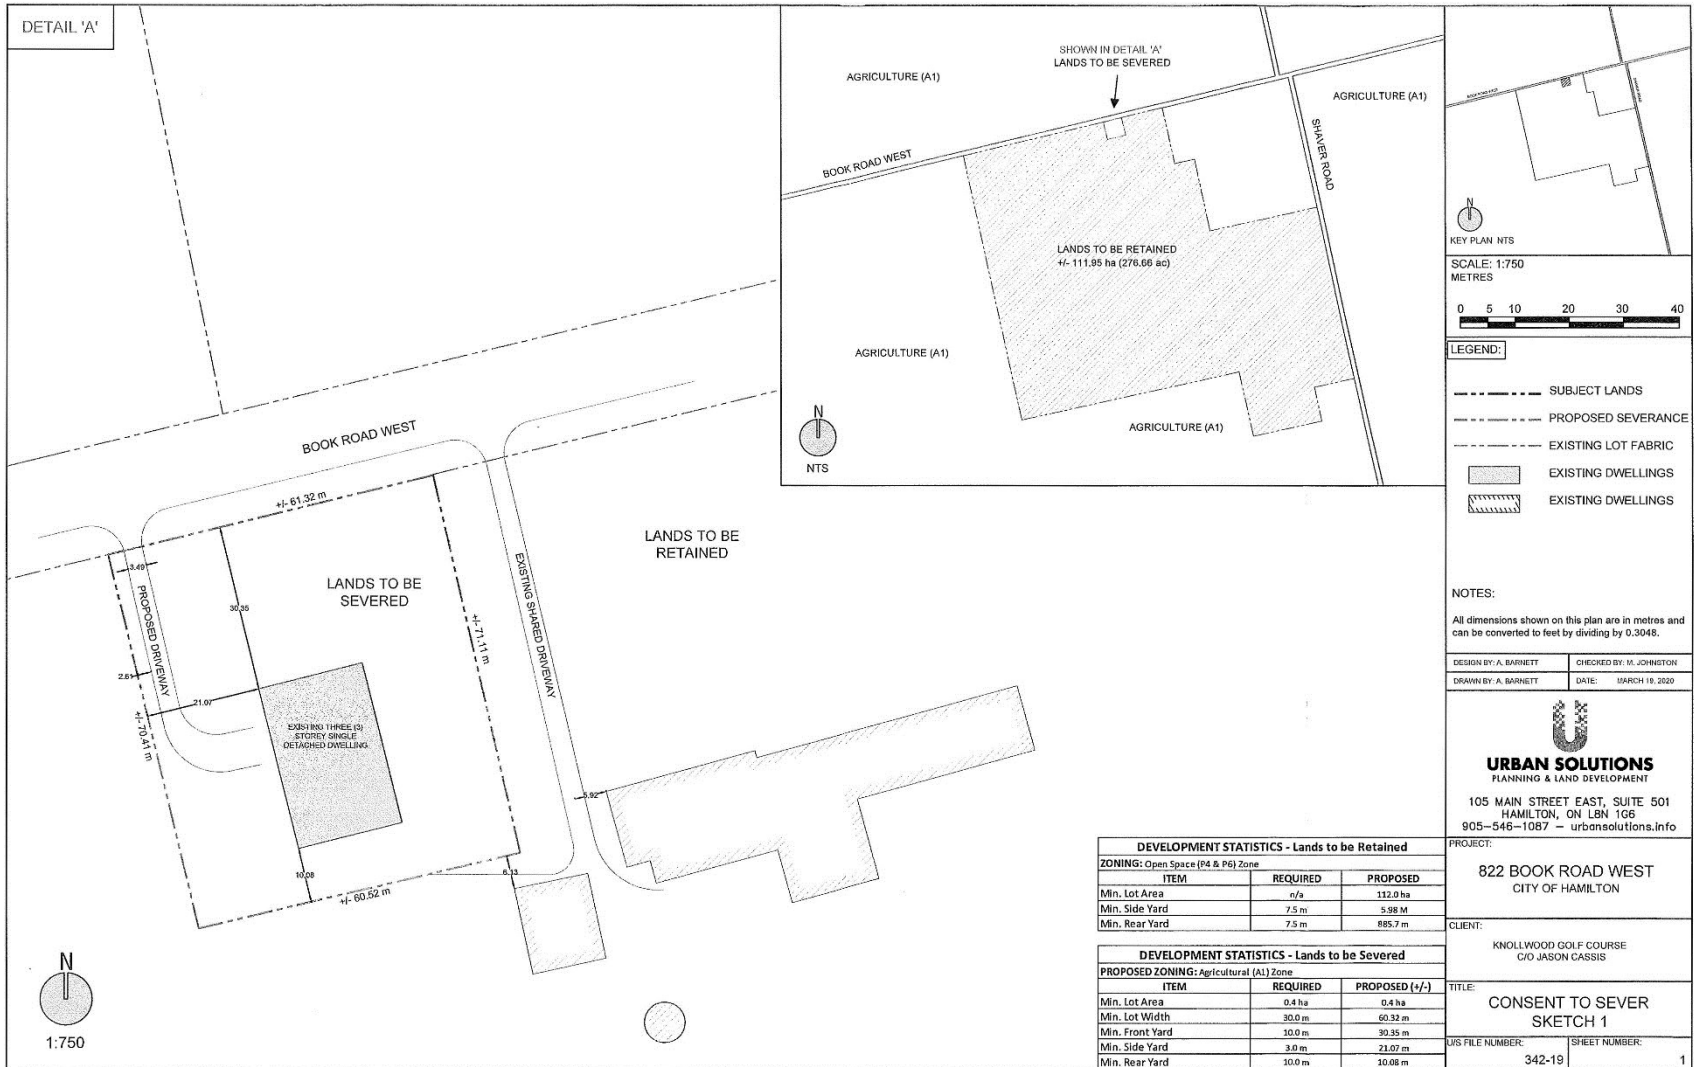 DETAIL 'A'
BOOK ROAD WEST
+/- 61.32 m
3.49
PROPOSED DRIVEWAY
30.35
LANDS TO BE
SEVERED
+/- 71.11 m
EXISTING SHARED DRIVEWAY
LANDS TO BE
RETAINED
2.61
21.07
+/- 70.41 m
EXISTING THREE (3)
STOREY SINGLE
DETACHED DWELLING
5.92
10.08
+/- 60.52 m
6.13
N
1:750
SHOWN IN DETAIL 'A'
LANDS TO BE SEVERED
AGRICULTURE (A1)
AGRICULTURE (A1)
BOOK ROAD WEST
SHAVER ROAD
LANDS TO BE RETAINED
+/- 111.95 ha (276.66 ac)
AGRICULTURE (A1)
AGRICULTURE (A1)
N
NTS
BOOK ROAD WEST
SHAVER ROAD
N
KEY PLAN NTS
SCALE: 1:750
METRES
0 5 10 20 30 40
LEGEND:
SUBJECT LANDS
PROPOSED SEVERANCE
EXISTING LOT FABRIC
EXISTING DWELLINGS
EXISTING DWELLINGS
NOTES:
All dimensions shown on this plan are in metres and
can be converted to feet by dividing by 0.3048.
DESIGN BY: A. BARNETT CHECKED BY: M. JOHNSTON
DRAWN BY: A. BARNETT DATE: MARCH 19, 2020
URBAN SOLUTIONS
PLANNING & LAND DEVELOPMENT
105 MAIN STREET EAST, SUITE 501
HAMILTON, ON L8N 1G6
905-546-1087 - urbansolutions.info
PROJECT:
822 BOOK ROAD WEST
CITY OF HAMILTON
CLIENT:
KNOLLWOOD GOLF COURSE
C/O JASON CASSIS
TITLE:
CONSENT TO SEVER
SKETCH 1
U/S FILE NUMBER: SHEET NUMBER:
342-19 1
DEVELOPMENT STATISTICS - Lands to be Retained
ZONING: Open Space (P4 & P6) Zone
ITEM REQUIRED PROPOSED
Min. Lot Area n/a 112.0 ha
Min. Side Yard 7.5 m 5.98 M
Min. Rear Yard 7.5 m 885.7 m
DEVELOPMENT STATISTICS - Lands to be Severed
PROPOSED ZONING: Agricultural (A1) Zone
ITEM REQUIRED PROPOSED (+/-)
Min. Lot Area 0.4 ha 0.4 ha
Min. Lot Width 30.0 m 60.32 m
Min. Front Yard 10.0 m 30.35 m
Min. Side Yard 3.0 m 21.07 m
Min. Rear Yard 10.0 m 10.08 m